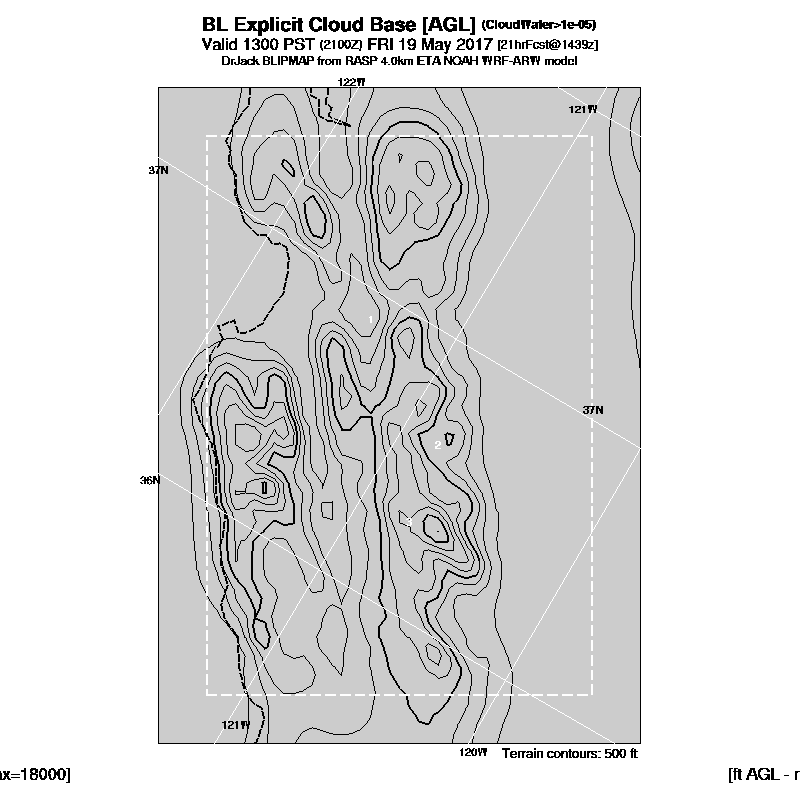 BL Explicit Cloud Base [AGL] (CloudWater>1e-05)
Valid 1300 PST (2100Z) FRI 19 May 2017 [21hrFcst@1439z]
DrJack BLIPMAP from RASP 4.0km ETA NOAH WRF-ARW model
122W
121W
37N
1
37N
2
36N
3
121W
120W Terrain contours: 500 ft
x=18000] [ft AGL -